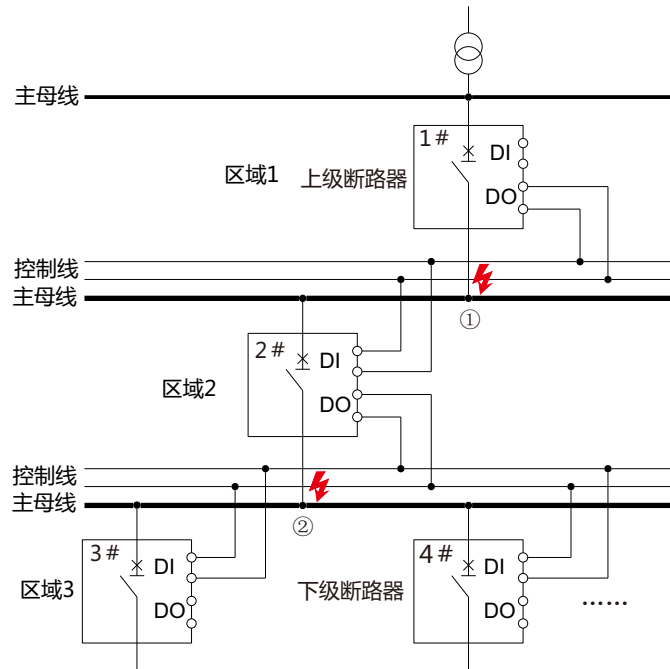 主母线
1#
DI
区域1
上级断路器
DO
控制线
主母线
①
2#
DI
区域2
DO
控制线
主母线
②
3#
DI
4#
DI
区域3
下级断路器
……
DO
DO